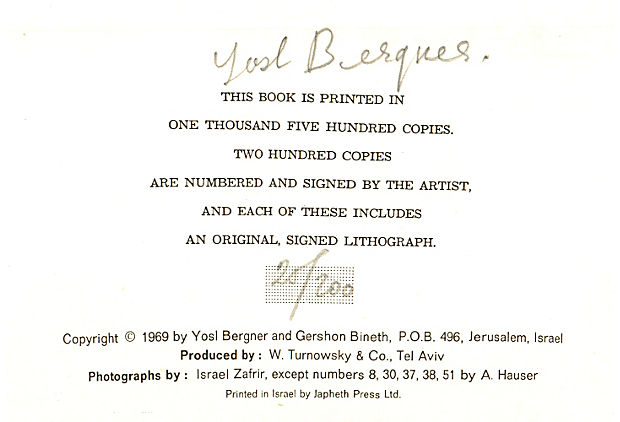 Yosl Bergner.
THIS BOOK IS PRINTED IN
ONE THOUSAND FIVE HUNDRED COPIES.
TWO HUNDRED COPIES
ARE NUMBERED AND SIGNED BY THE ARTIST,
AND EACH OF THESE INCLUDES
AN ORIGINAL, SIGNED LITHOGRAPH.
20/200
Copyright © 1969 by Yosl Bergner and Gershon Bineth, P.O.B. 496, Jerusalem, Israel
Produced by : W. Turnowsky & Co., Tel Aviv
Photographs by : Israel Zafrir, except numbers 8, 30, 37, 38, 51 by A. Hauser
Printed in Israel by Japheth Press Ltd.